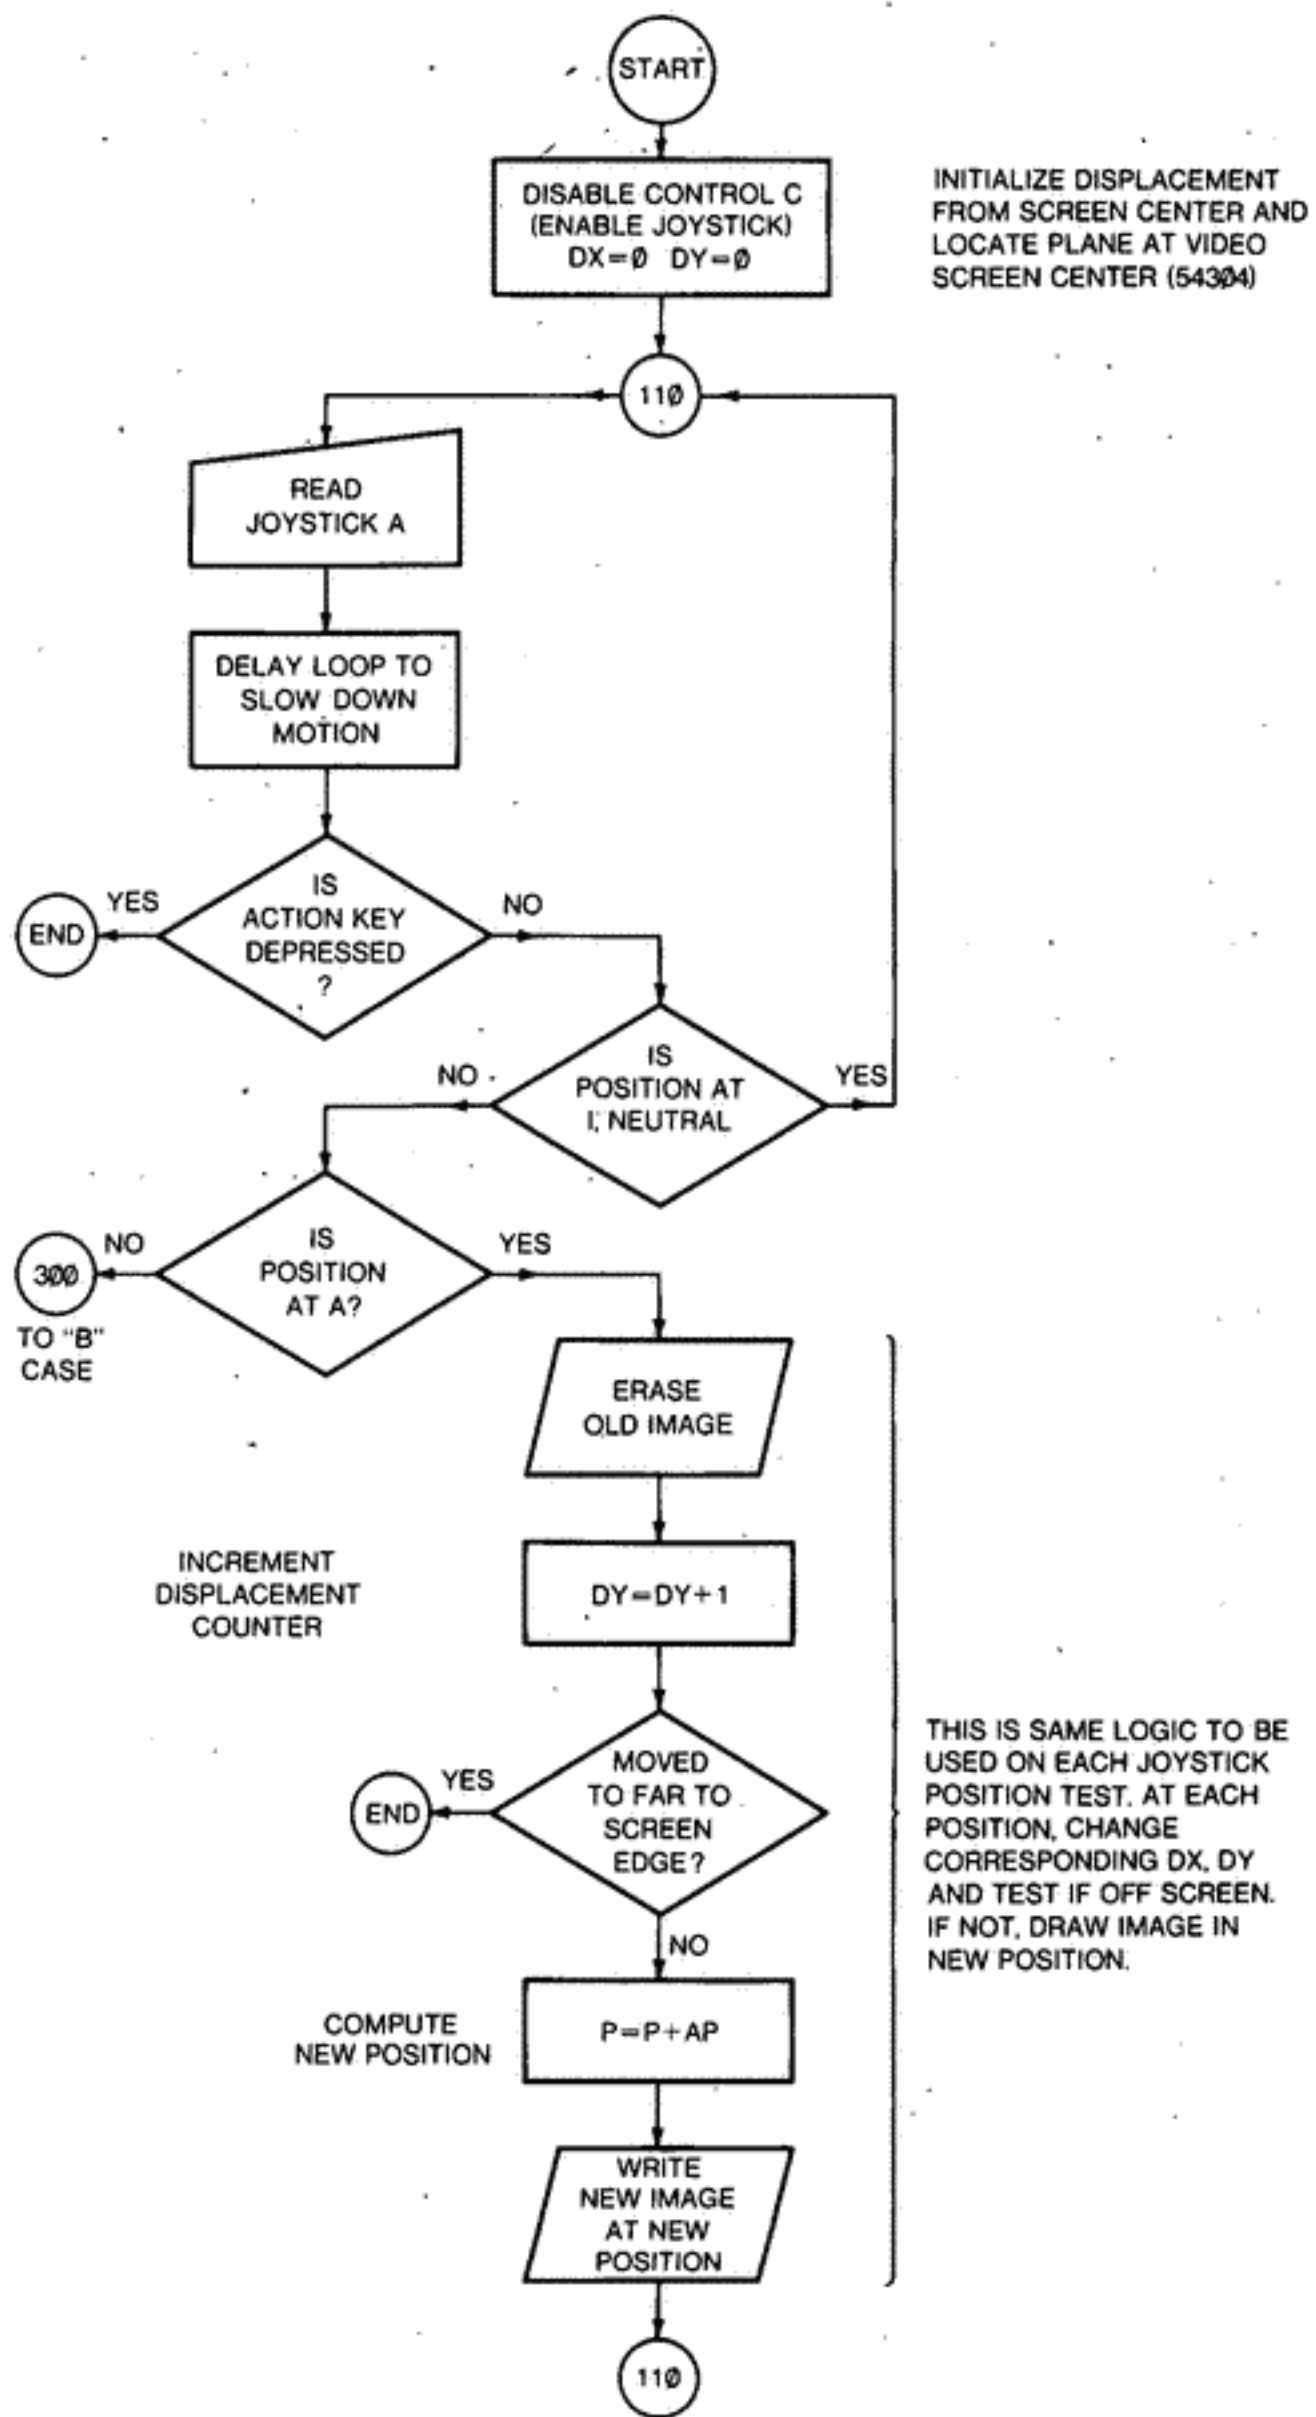 START
DISABLE CONTROL C
(ENABLE JOYSTICK)
DX=Ø DY=Ø
INITIALIZE DISPLACEMENT
FROM SCREEN CENTER AND
LOCATE PLANE AT VIDEO
SCREEN CENTER (543Ø4)
11Ø
READ
JOYSTICK A
DELAY LOOP TO
SLOW DOWN
MOTION
IS
ACTION KEY
DEPRESSED
?
YES
END
NO
IS
POSITION AT
I, NEUTRAL
NO
YES
IS
POSITION
AT A?
NO
3ØØ
TO "B"
CASE
YES
ERASE
OLD IMAGE
INCREMENT
DISPLACEMENT
COUNTER
DY=DY+1
MOVED
TO FAR TO
SCREEN
EDGE?
YES
END
NO
THIS IS SAME LOGIC TO BE
USED ON EACH JOYSTICK
POSITION TEST. AT EACH
POSITION, CHANGE
CORRESPONDING DX, DY
AND TEST IF OFF SCREEN.
IF NOT, DRAW IMAGE IN
NEW POSITION.
COMPUTE
NEW POSITION
P=P+AP
WRITE
NEW IMAGE
AT NEW
POSITION
11Ø